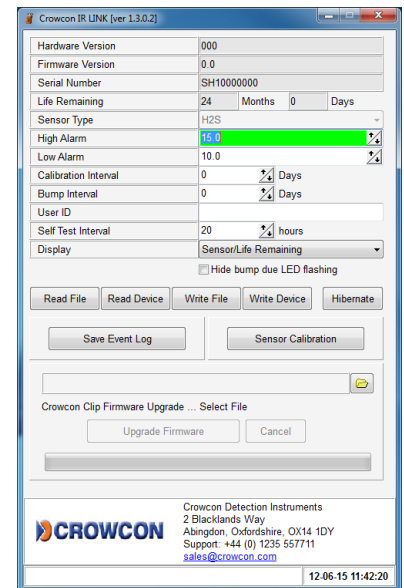 Crowcon IR LINK [ver 1.3.0.2]
Hardware Version 000
Firmware Version 0.0
Serial Number SH10000000
Life Remaining 24 Months 0 Days
Sensor Type H2S
High Alarm 15.0
Low Alarm 10.0
Calibration Interval 0 Days
Bump Interval 0 Days
User ID
Self Test Interval 20 hours
Display Sensor/Life Remaining
Hide bump due LED flashing
Read File Read Device Write File Write Device Hibernate
Save Event Log Sensor Calibration
Crowcon Clip Firmware Upgrade ... Select File
Upgrade Firmware Cancel
Crowcon Detection Instruments
2 Blacklands Way
Abingdon, Oxfordshire, OX14 1DY
Support: +44 (0) 1235 557711
sales@crowcon.com
CROWCON
12-06-15 11:42:20